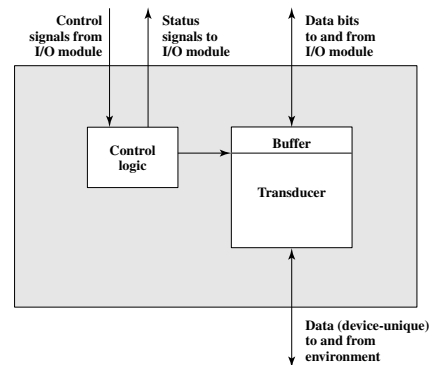 Control
signals from
I/O module
Status
signals to
I/O module
Data bits
to and from
I/O module
Control
logic
Buffer
Transducer
Data (device-unique)
to and from
environment